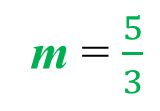 m = 5/3